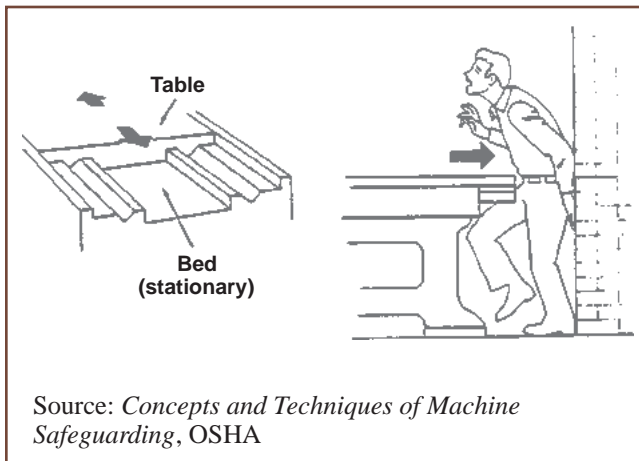 Table
Bed
(stationary)
Source: Concepts and Techniques of Machine
Safeguarding, OSHA